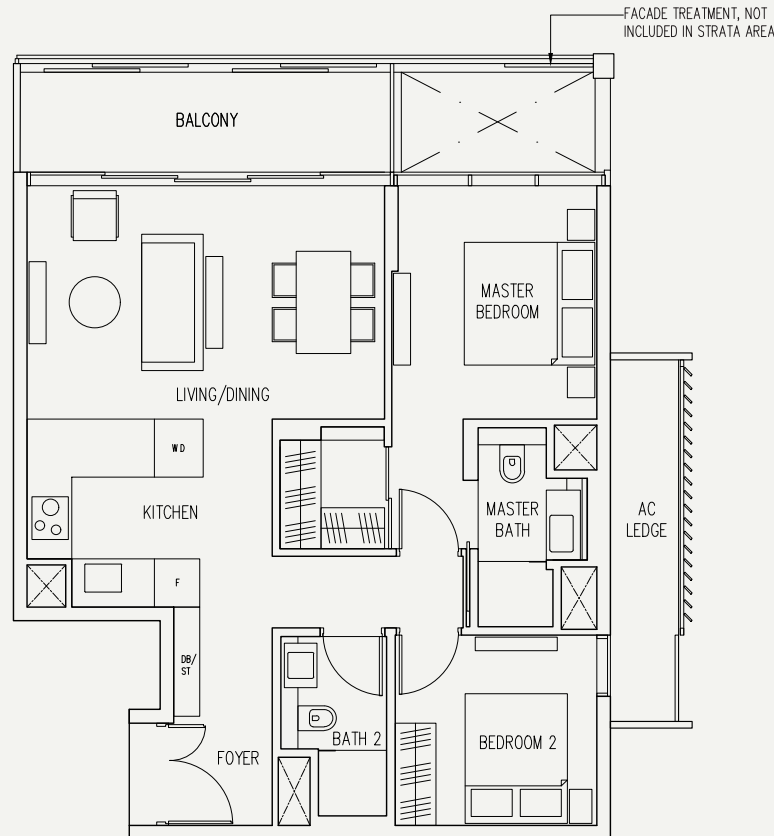 FACADE TREATMENT, NOT
INCLUDED IN STRATA AREA
BALCONY
MASTER
BEDROOM
LIVING/DINING
WD
KITCHEN
MASTER
BATH
AC
LEDGE
F
DB/
ST
BATH 2
BEDROOM 2
FOYER